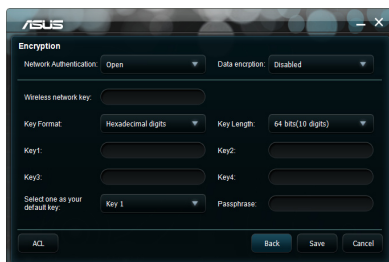 ASUS
Encryption
Network Authentication: Open Data encrption: Disabled
Wireless network key:
Key Format: Hexadecimal digits Key Length: 64 bits(10 digits)
Key1: Key2:
Key3: Key4:
Select one as your default key: Key 1 Passphrase:
ACL Back Save Cancel